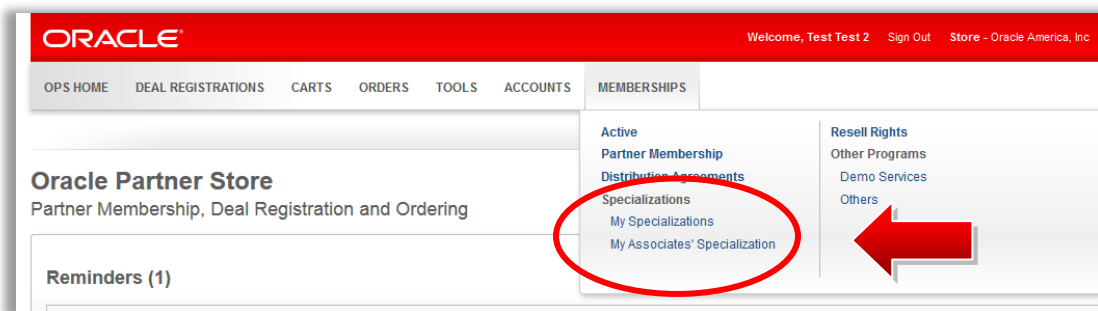 ORACLE®
Welcome, Test Test 2 Sign Out Store - Oracle America, Inc
OPS HOME DEAL REGISTRATIONS CARTS ORDERS TOOLS ACCOUNTS MEMBERSHIPS
Active
Partner Membership
Distribution Agreements
Specializations
My Specializations
My Associates' Specialization
Resell Rights
Other Programs
Demo Services
Others
Oracle Partner Store
Partner Membership, Deal Registration and Ordering
Reminders (1)